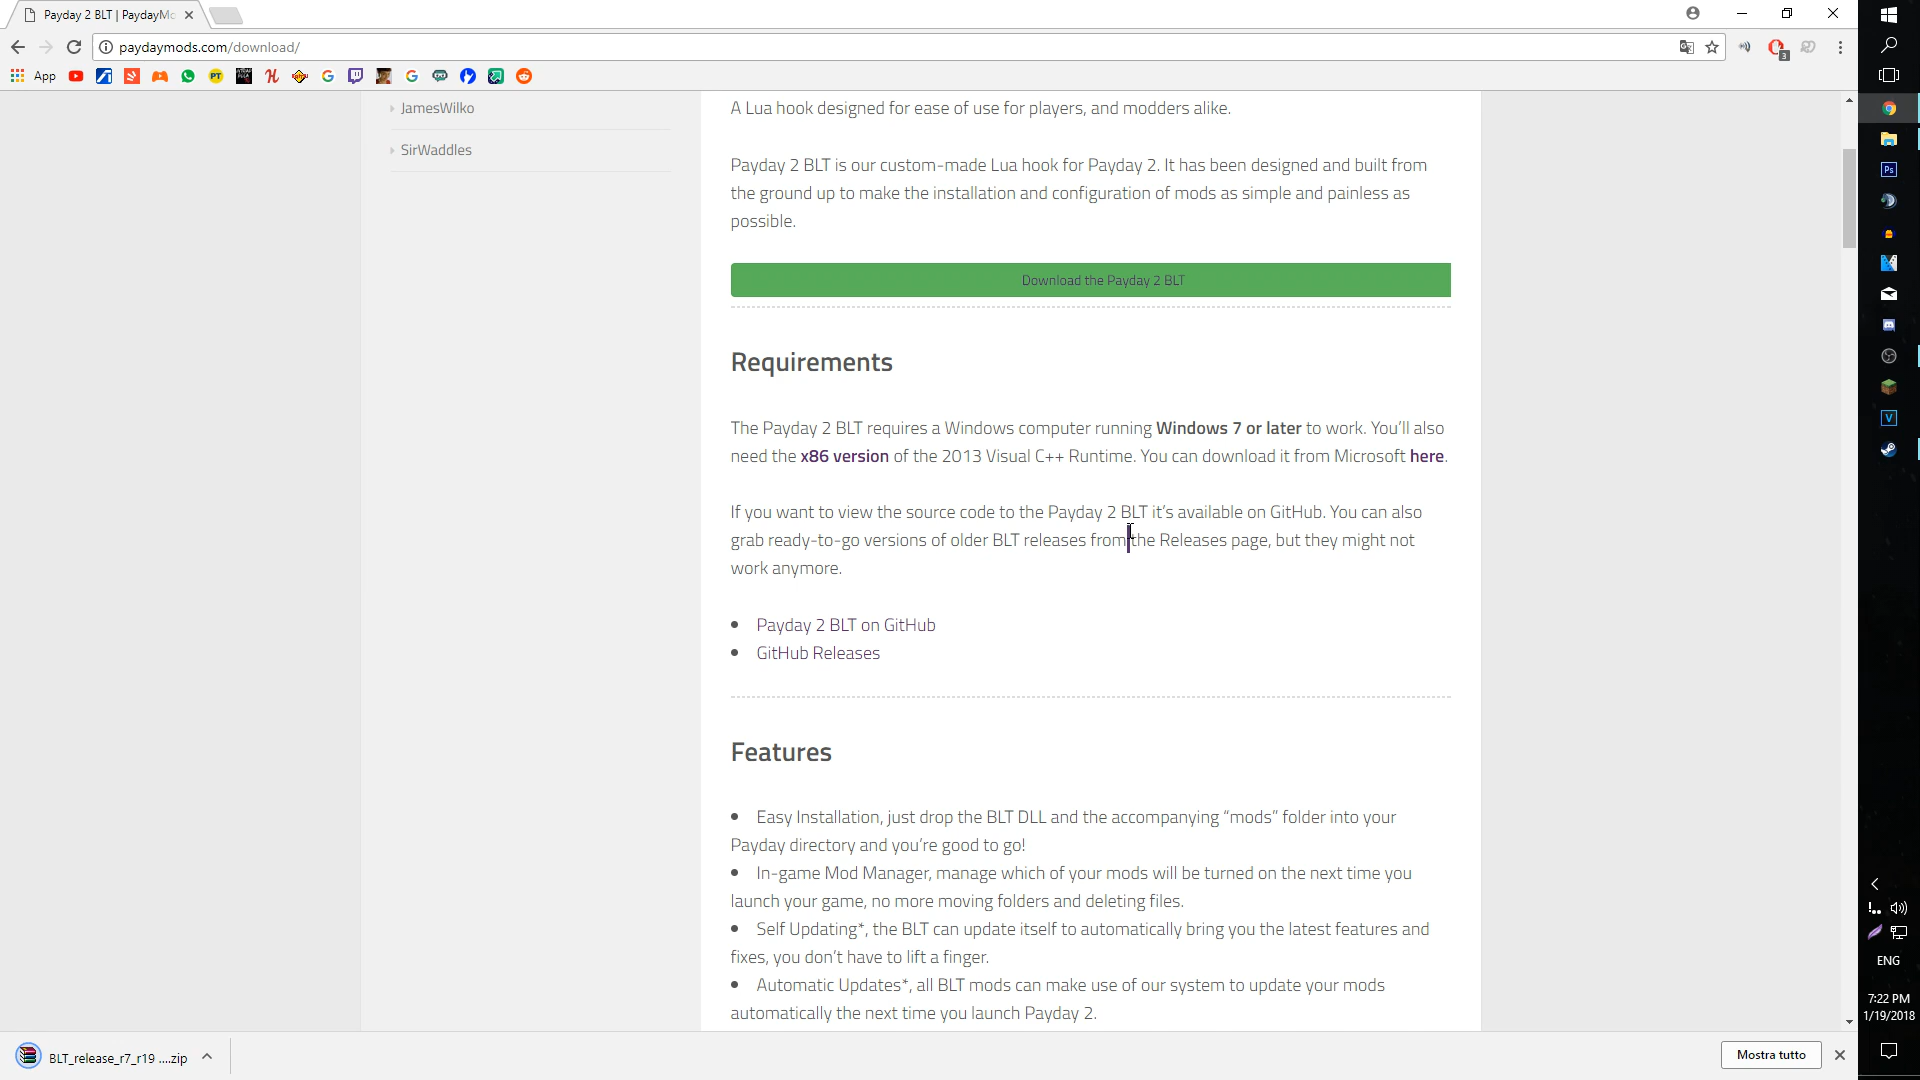 Payday 2 BLT | PaydayMo
paydaymods.com/download/
App
JamesWilko
SirWaddles
A Lua hook designed for ease of use for players, and modders alike.
Payday 2 BLT is our custom-made Lua hook for Payday 2. It has been designed and built from
the ground up to make the installation and configuration of mods as simple and painless as
possible.
Download the Payday 2 BLT
Requirements
The Payday 2 BLT requires a Windows computer running Windows 7 or later to work. You’ll also
need the x86 version of the 2013 Visual C++ Runtime. You can download it from Microsoft here.
If you want to view the source code to the Payday 2 BLT it’s available on GitHub. You can also
grab ready-to-go versions of older BLT releases from the Releases page, but they might not
work anymore.
• Payday 2 BLT on GitHub
• GitHub Releases
Features
• Easy Installation, just drop the BLT DLL and the accompanying “mods” folder into your
Payday directory and you’re good to go!
• In-game Mod Manager, manage which of your mods will be turned on the next time you
launch your game, no more moving folders and deleting files.
• Self Updating*, the BLT can update itself to automatically bring you the latest features and
fixes, you don’t have to lift a finger.
• Automatic Updates*, all BLT mods can make use of our system to update your mods
automatically the next time you launch Payday 2.
BLT_release_r7_r19 ....zip
Mostra tutto
3
PT
Ps
V
ENG
7:22 PM
1/19/2018